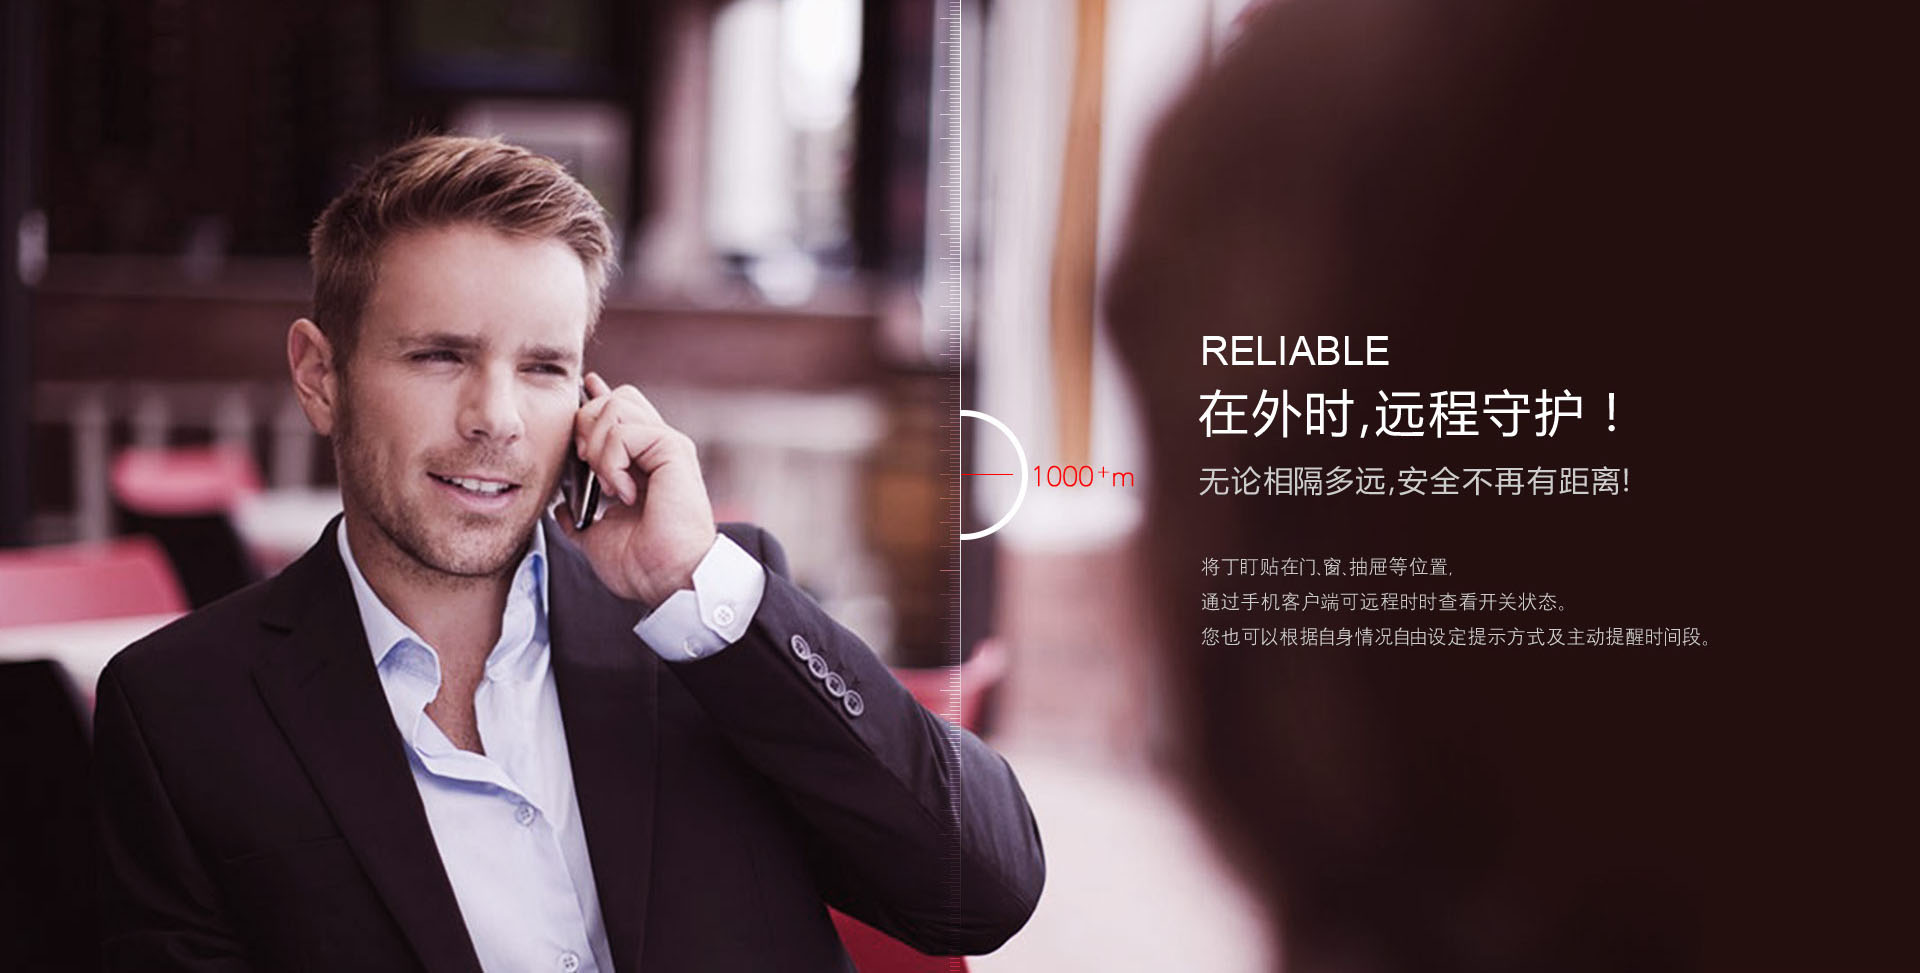 RELIABLE
在外时,远程守护！
1000+m
无论相隔多远,安全不再有距离!
将丁盯贴在门、窗、抽屉等位置,
通过手机客户端可远程时时查看开关状态。
您也可以根据自身情况自由设定提示方式及主动提醒时间段。